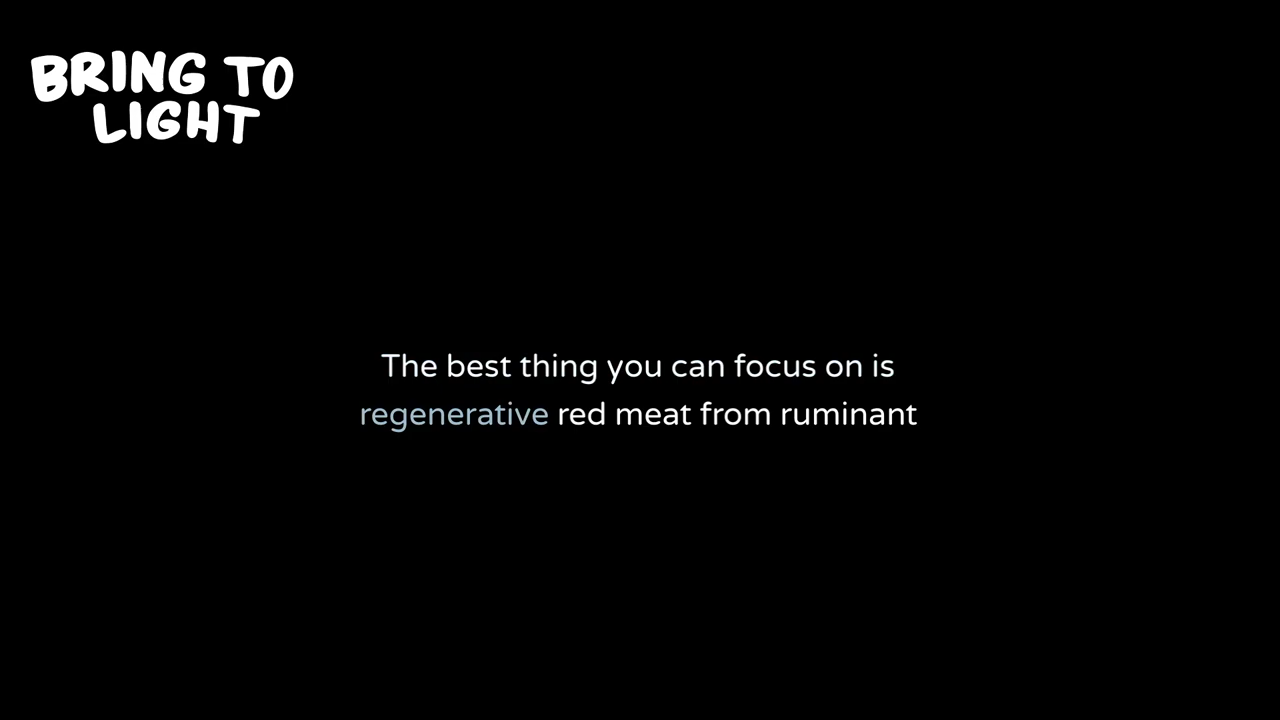 BRING TO
LIGHT
The best thing you can focus on is
regenerative red meat from ruminant